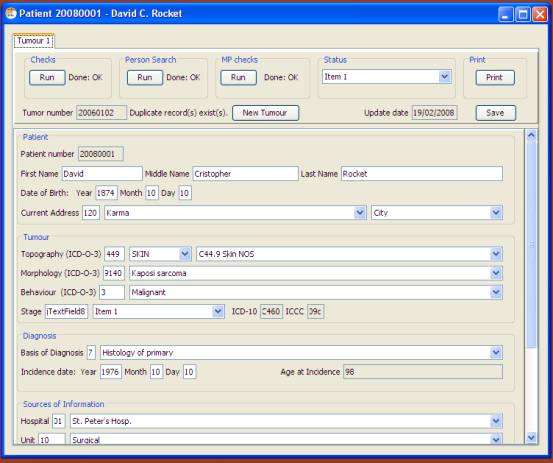 Patient 20080001 - David C. Rocket
Tumour 1
Checks Person Search MP checks Status Print
Run Done: OK Run Done: OK Run Done: OK Item 1 Print
Tumor number 20060102 Duplicate record(s) exist(s). New Tumour Update date 19/02/2008 Save
Patient
Patient number 20080001
First Name David Middle Name Cristopher Last Name Rocket
Date of Birth: Year 1874 Month 10 Day 10
Current Address 120 Karma City
Tumour
Topography (ICD-O-3) 449 SKIN C44.9 Skin NOS
Morphology (ICD-O-3) 9140 Kaposi sarcoma
Behaviour (ICD-O-3) 3 Malignant
Stage iTextField8 Item 1 ICD-10 C460 ICCC 09c
Diagnosis
Basis of Diagnosis 7 Histology of primary
Incidence date: Year 1976 Month 10 Day 10 Age at Incidence 98
Sources of Information
Hospital 01 St. Peter's Hosp.
Unit 10 Surgical